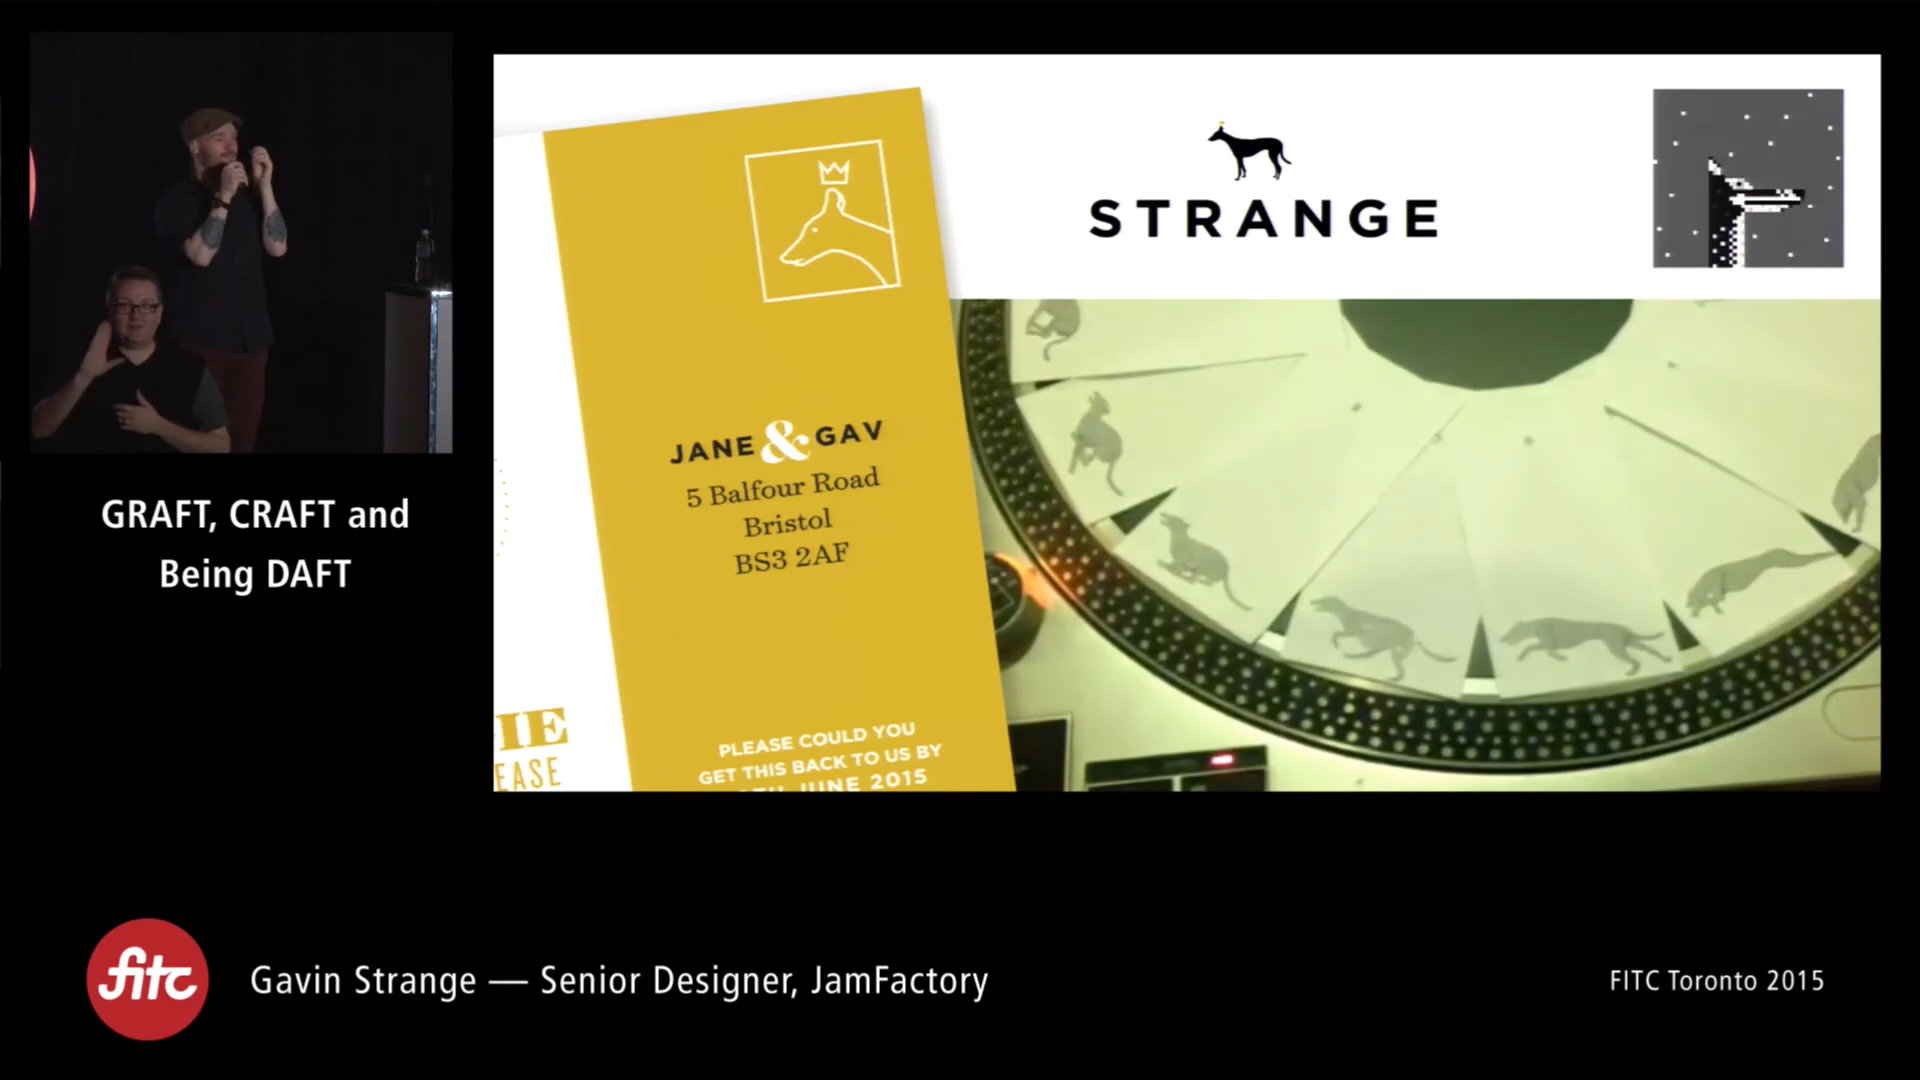 STRANGE
JANE & GAV
5 Balfour Road
Bristol
BS3 2AF
PLEASE COULD YOU
GET THIS BACK TO US BY
JUNE 2015
IE
EASE
GRAFT, CRAFT and
Being DAFT
fitc
Gavin Strange — Senior Designer, JamFactory
FITC Toronto 2015